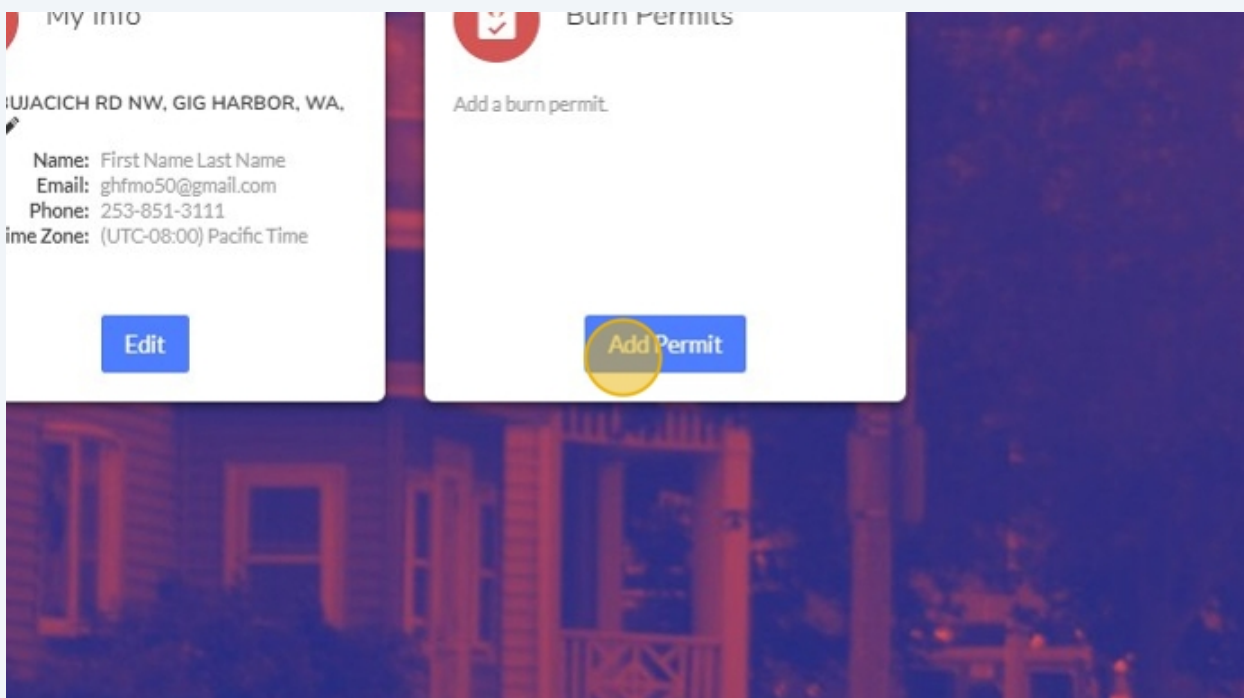 My Info
BUJACICH RD NW, GIG HARBOR, WA,
Name: First Name Last Name
Email: ghfmo50@gmail.com
Phone: 253-851-3111
ime Zone: (UTC-08:00) Pacific Time
Edit
Burn Permits
Add a burn permit.
Add Permit